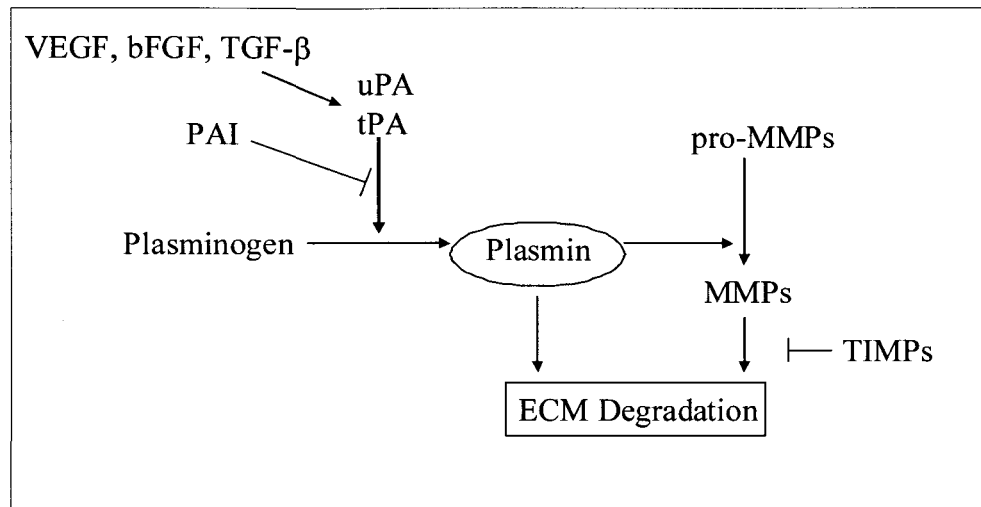 VEGF, bFGF, TGF-β
uPA
tPA
PAI
pro-MMPs
Plasminogen
Plasmin
MMPs
TIMPs
ECM Degradation